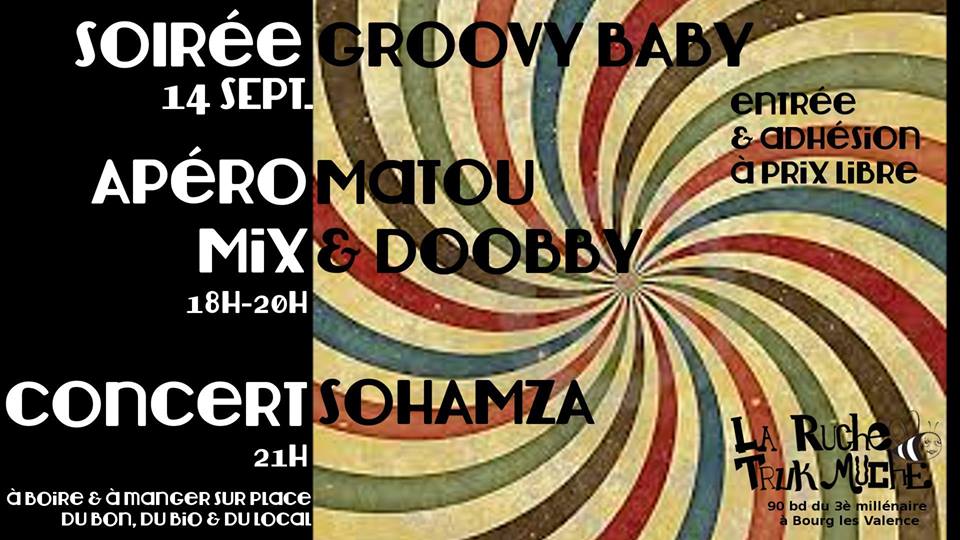 SOIRÉE GROOVY BABY
14 SEPT.
ENTRÉE
& ADHÉSION
À PRIX LIBRE
APÉRO MATOU
MIX & DOOBBY
18H-20H
CONCERT SOHAMZA
21H
À BOIRE & À MANGER SUR PLACE
DU BON, DU BIO & DU LOCAL
LA RUCHE
TRUK MUCHE
90 bd du 3è millénaire
à Bourg les Valence